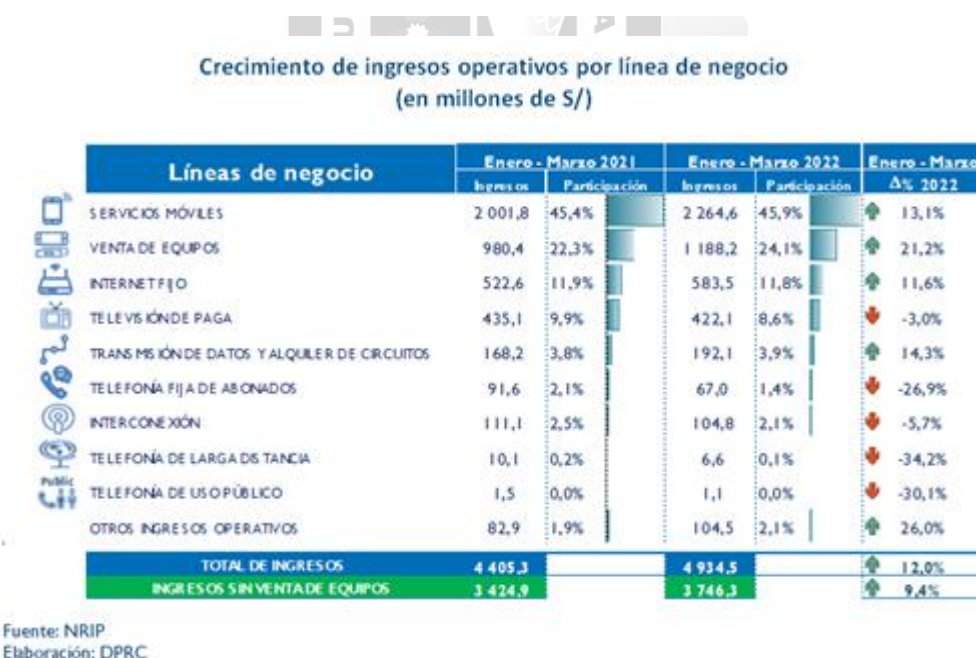 Crecimiento de ingresos operativos por línea de negocio
(en millones de S/)
Líneas de negocio Enero - Marzo 2021 Enero - Marzo 2022 Enero - Marzo
Ingresos Participación Ingresos Participación Δ% 2022
SERVICIOS MÓVILES 2 001,8 45,4% 2 264,6 45,9% 13,1%
VENTA DE EQUIPOS 980,4 22,3% 1 188,2 24,1% 21,2%
INTERNET FIJO 522,6 11,9% 583,5 11,8% 11,6%
TELEVISIÓN DE PAGA 435,1 9,9% 422,1 8,6% -3,0%
TRANSMISIÓN DE DATOS Y ALQUILER DE CIRCUITOS 168,2 3,8% 192,1 3,9% 14,3%
TELEFONÍA FIJA DE ABONADOS 91,6 2,1% 67,0 1,4% -26,9%
INTERCONEXIÓN 111,1 2,5% 104,8 2,1% -5,7%
TELEFONÍA DE LARGA DISTANCIA 10,1 0,2% 6,6 0,1% -34,2%
Public
TELEFONÍA DE USO PÚBLICO 1,5 0,0% 1,1 0,0% -30,1%
OTROS INGRESOS OPERATIVOS 82,9 1,9% 104,5 2,1% 26,0%
TOTAL DE INGRESOS 4 405,3 4 934,5 12,0%
INGRESOS SIN VENTA DE EQUIPOS 3 424,9 3 746,3 9,4%
Fuente: NRIP
Elaboración: DPRC